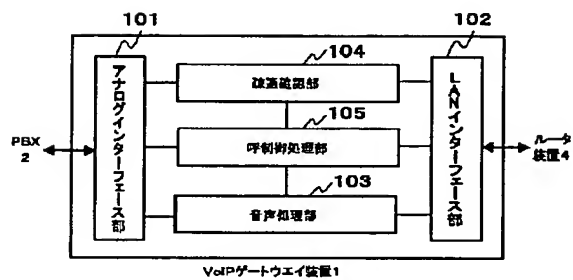 101
102
104
疎通確認部
105
呼制御処理部
103
音声処理部
アナログインターフェース部
LANインターフェース部
PBX
2
ルータ
装置4
VoIPゲートウエイ装置1